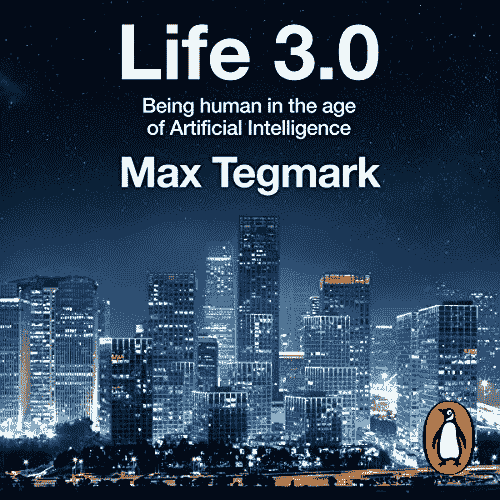 Life 3.0
Being human in the age
of Artificial Intelligence
Max Tegmark